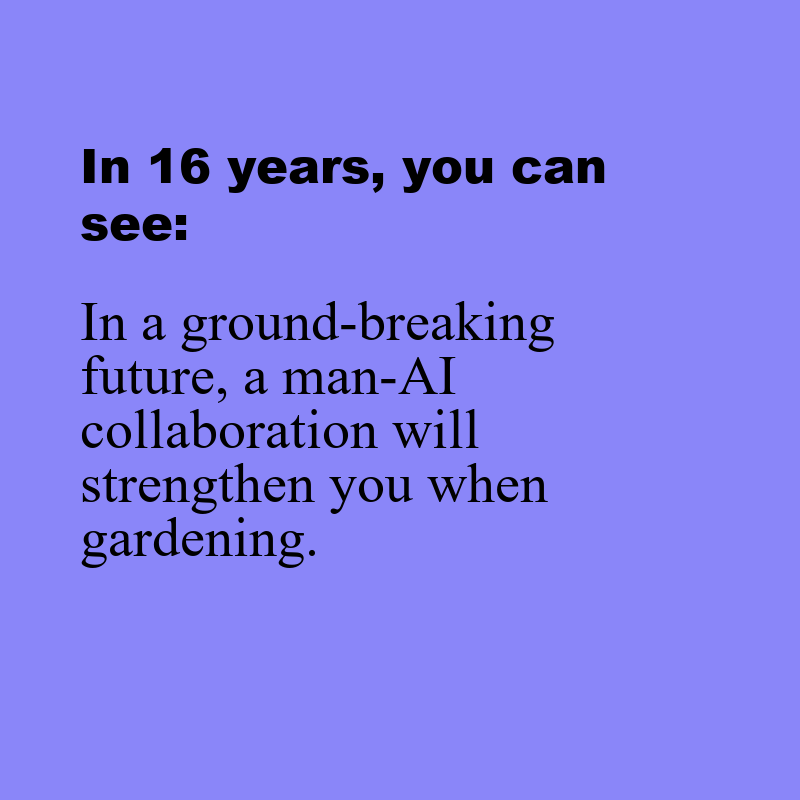 In 16 years, you can
see:
In a ground-breaking
future, a man-AI
collaboration will
strengthen you when
gardening.